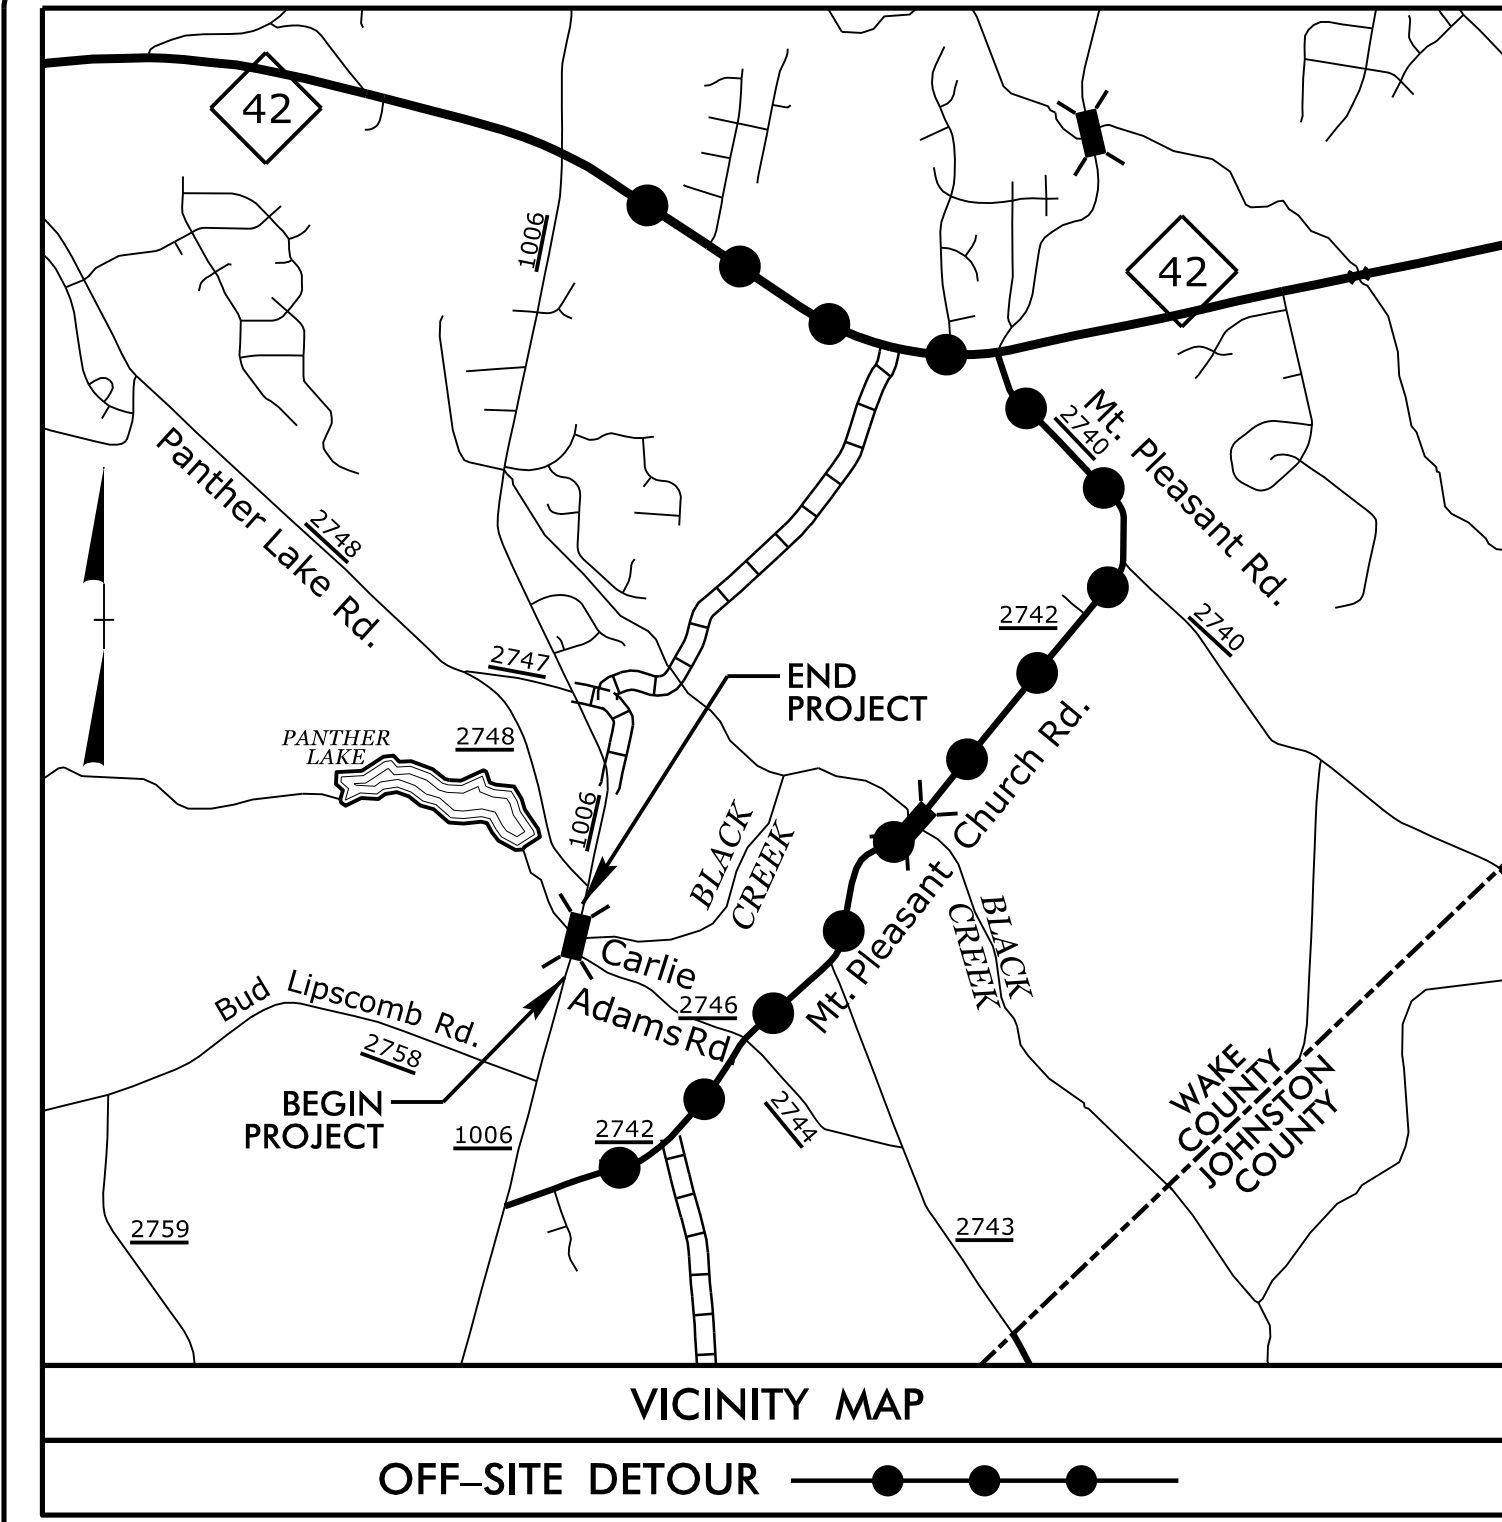 42
1006
42
Mt. Pleasant Rd.
2740
Panther Lake Rd.
2748
2742
2740
2747
END
PROJECT
PANTHER
LAKE
2748
1006
BLACK
CREEK
Mt. Pleasant Church Rd.
BLACK
CREEK
Carlie
Adams Rd.
2746
Bud Lipscomb Rd.
2758
BEGIN
PROJECT
1006
2742
2744
WAKE
COUNTY
JOHNSTON
COUNTY
2759
2743
VICINITY MAP
OFF-SITE DETOUR